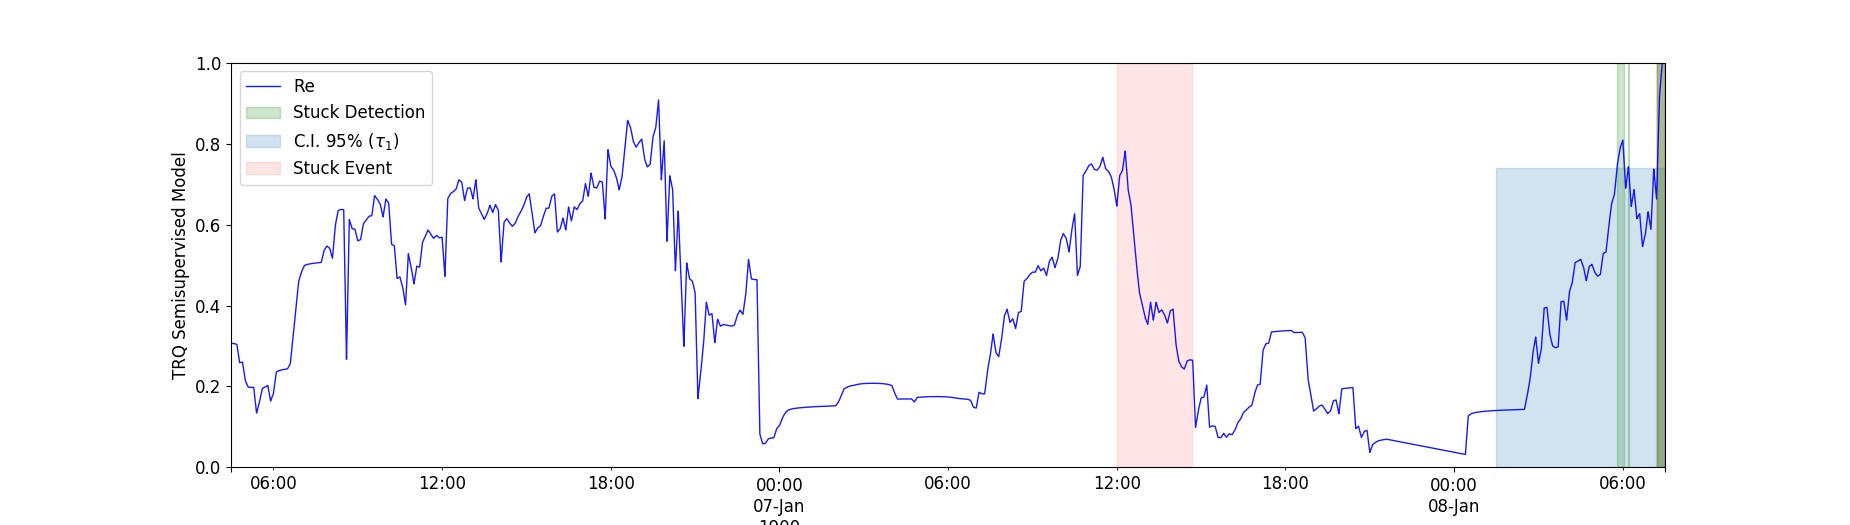 1.0
0.8
0.6
0.4
0.2
0.0
TRQ Semisupervised Model
Re
Stuck Detection
C.I. 95% (τ₁)
Stuck Event
06:00 12:00 18:00 00:00 06:00 12:00 18:00 00:00 06:00
07-Jan 08-Jan
1900